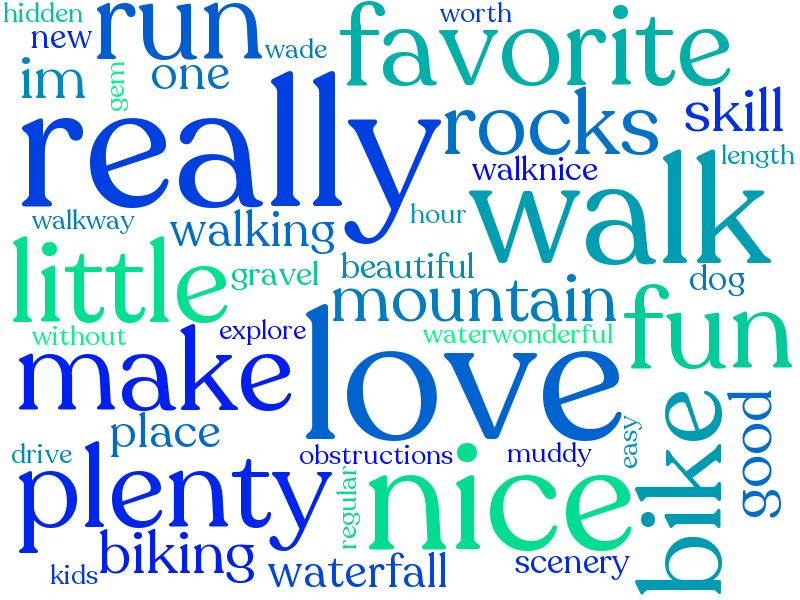 hidden
run
favorite
worth
new
wade
im
gem
one
really
rocks
skill
walknice
length
walk
walkway
walking
hour
little
gravel
beautiful
dog
mountain
without
explore
waterwonderful
fun
make
love
place
drive
plenty
obstructions
muddy
easy
bike
good
regular
nice
biking
kids
waterfall
scenery